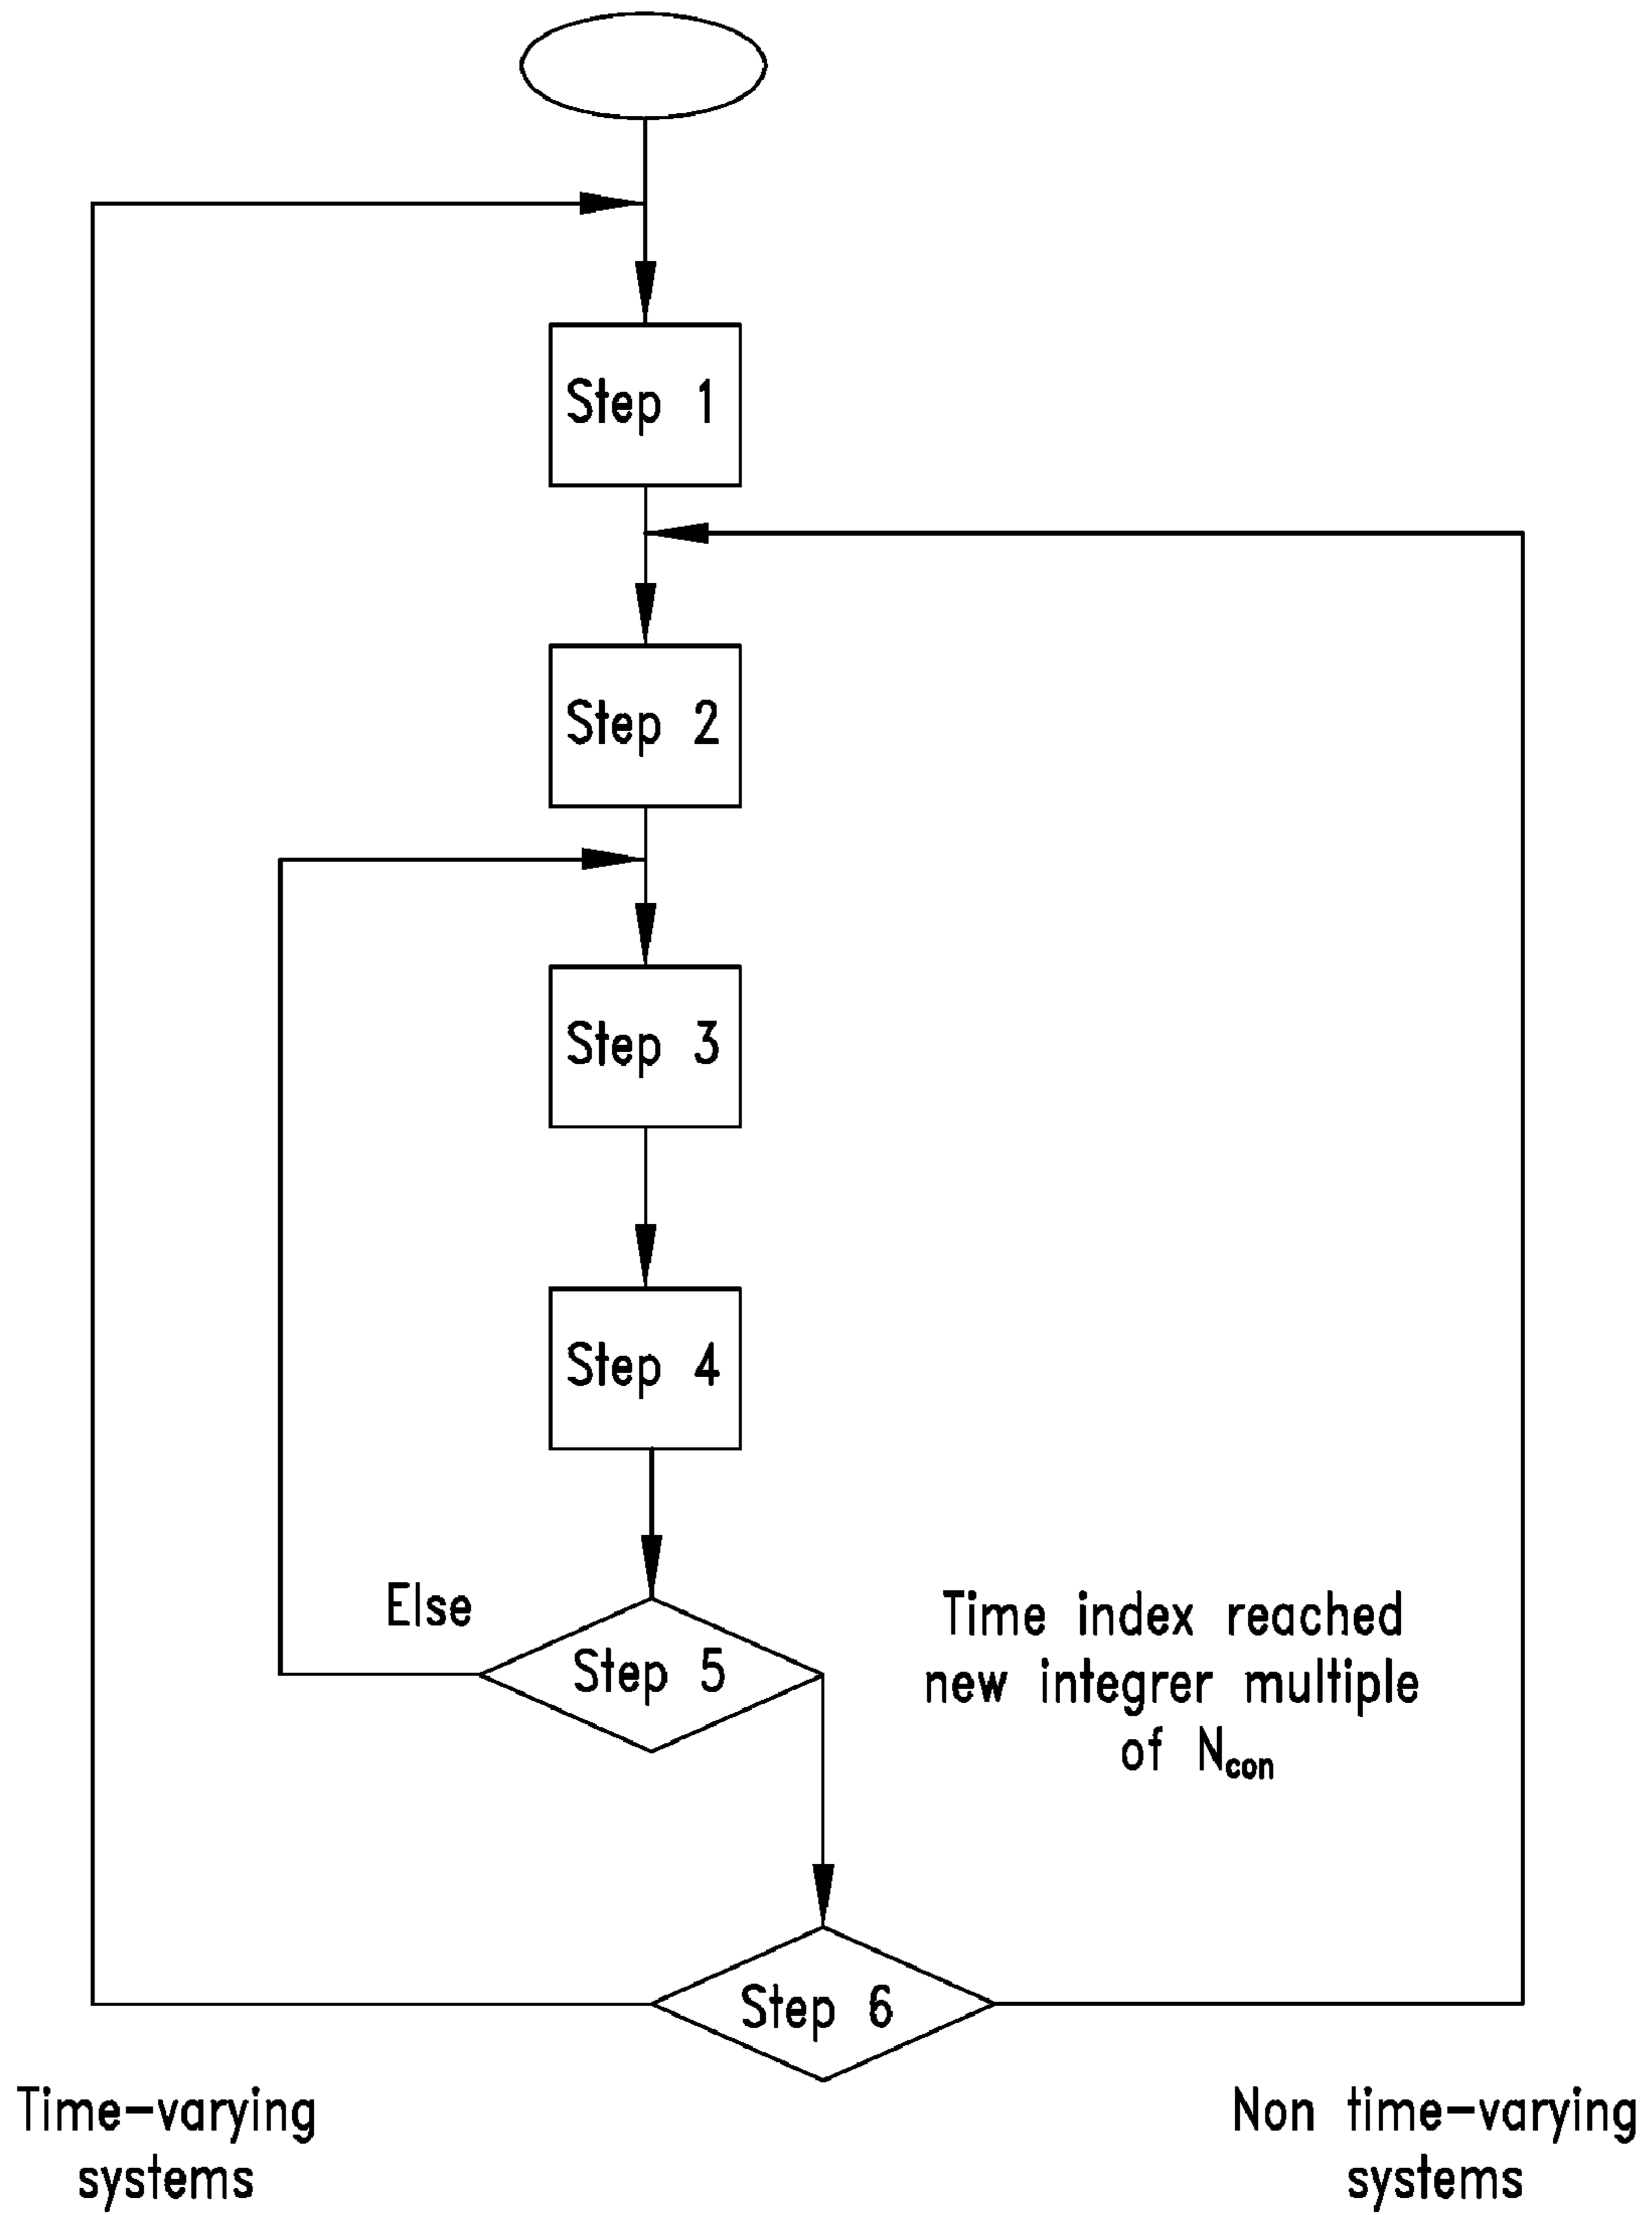 Step 1
Step 2
Step 3
Step 4
Else
Step 5
Time index reached
new integrer multiple
of Ncon
Step 6
Time-varying
systems
Non time-varying
systems